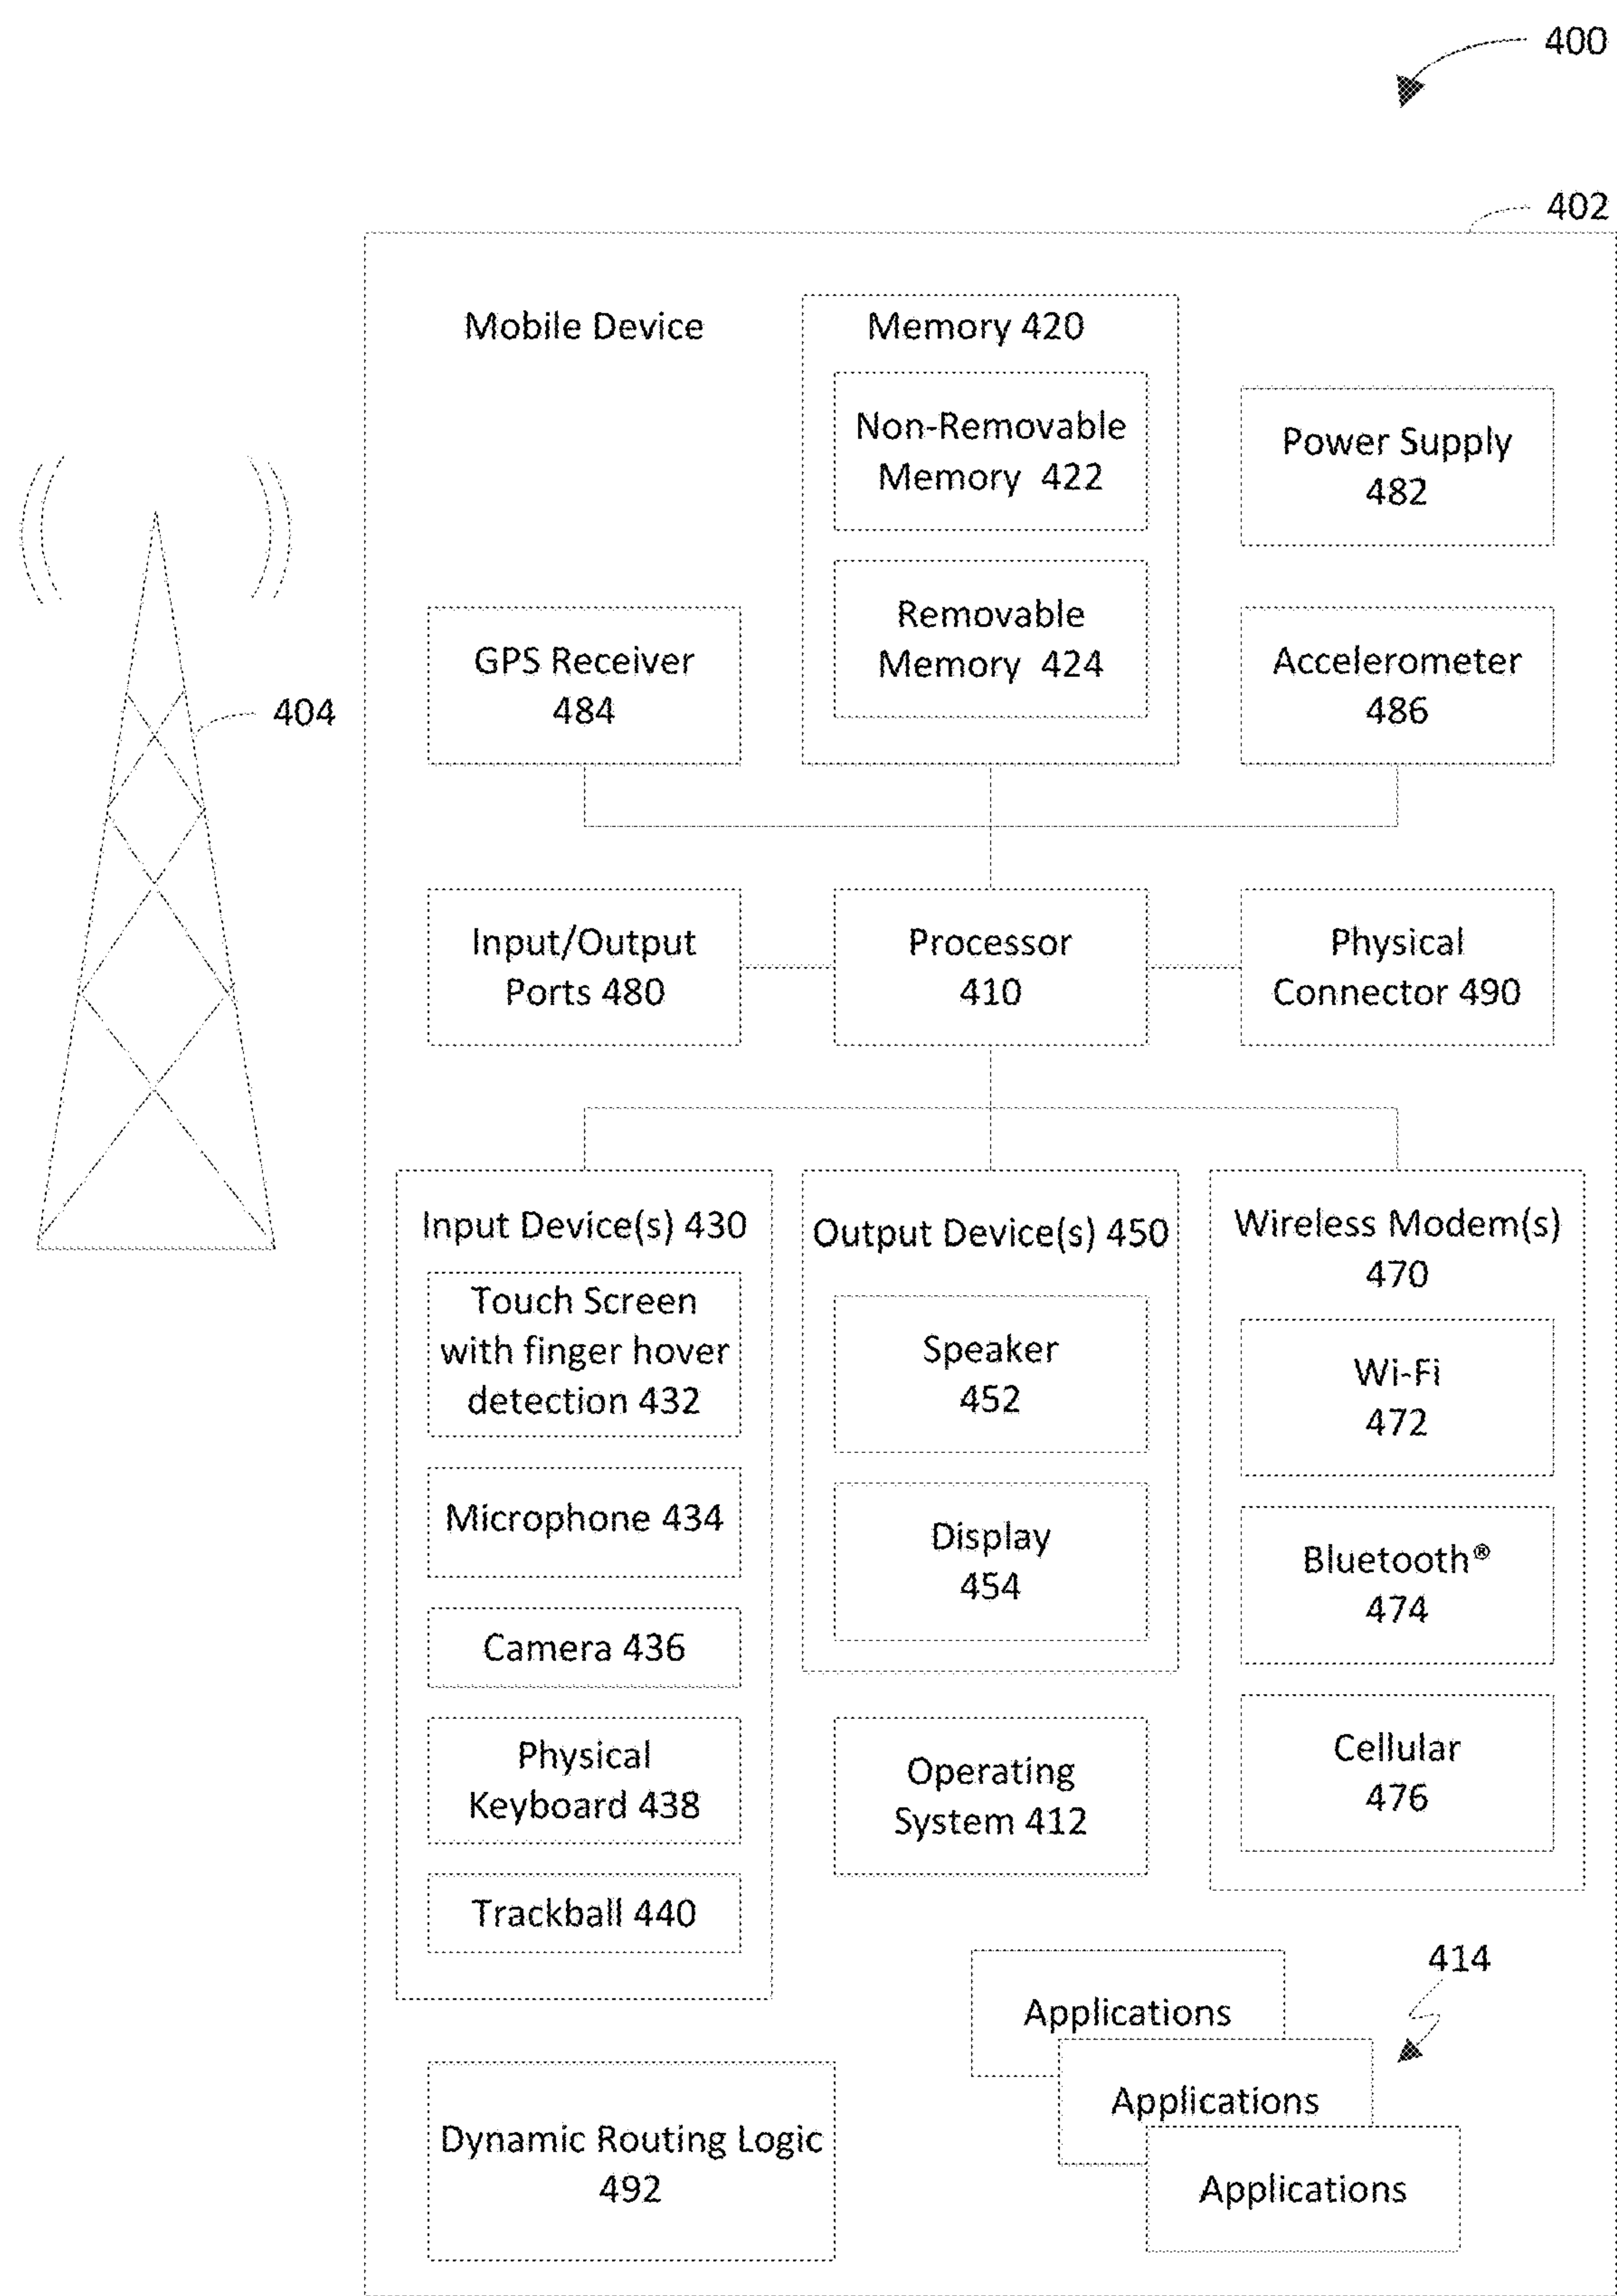 400
402
Mobile Device
Memory 420
Non-Removable
Memory 422
Power Supply
482
Removable
Memory 424
GPS Receiver
484
Accelerometer
486
404
Input/Output
Ports 480
Processor
410
Physical
Connector 490
Input Device(s) 430
Touch Screen
with finger hover
detection 432
Microphone 434
Camera 436
Physical
Keyboard 438
Trackball 440
Output Device(s) 450
Speaker
452
Display
454
Operating
System 412
Wireless Modem(s)
470
Wi-Fi
472
Bluetooth®
474
Cellular
476
414
Applications
Applications
Applications
Dynamic Routing Logic
492